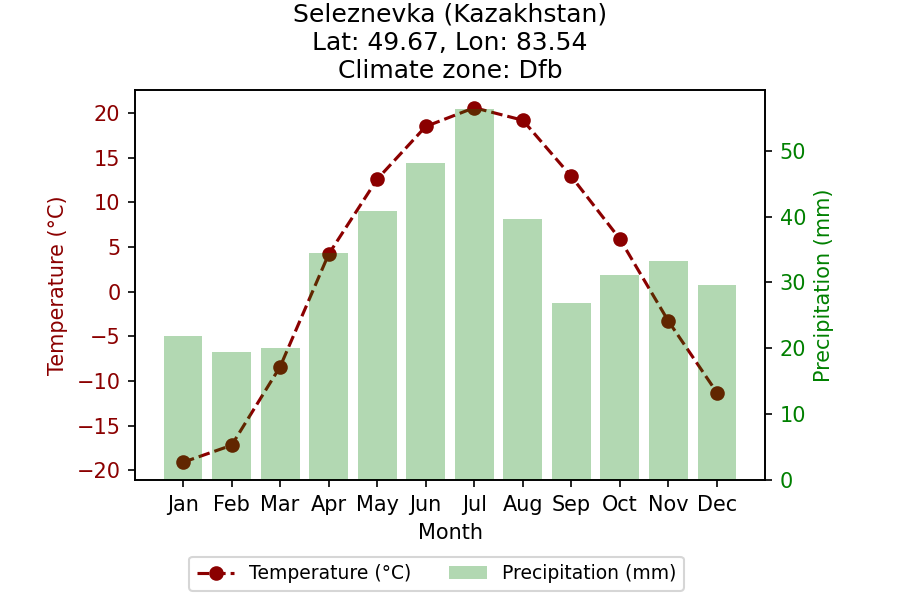 Seleznevka (Kazakhstan)
Lat: 49.67, Lon: 83.54
Climate zone: Dfb
Temperature (°C)
20
15
10
5
0
−5
−10
−15
−20
Precipitation (mm)
50
40
30
20
10
0
Jan Feb Mar Apr May Jun Jul Aug Sep Oct Nov Dec
Month
Temperature (°C) Precipitation (mm)